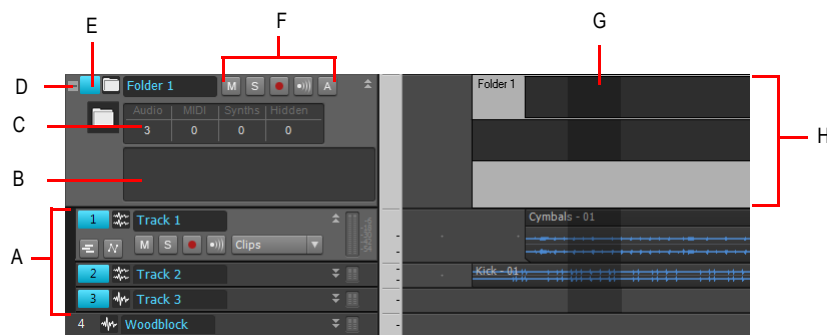 E
F
G
D
Folder 1
M S A
Folder 1
C
Audio MIDI Synths Hidden
3 0 0 0
H
B
A
1 Track 1
Cymbals - 01
M S Clips
2 Track 2
Kick - 01
3 Track 3
4 Woodblock